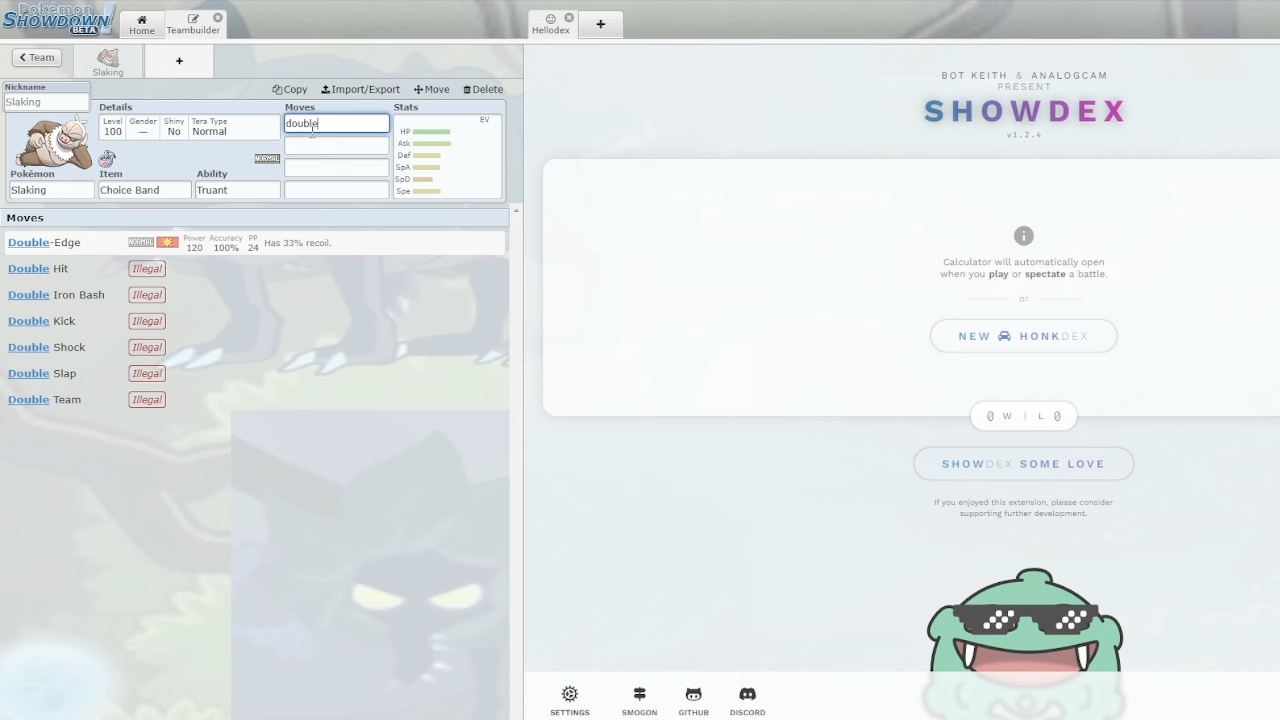 Pokémon
SHOWDOWN!
BETA
Home
Teambuilder
Hellodex
+
< Team
Slaking
+
Nickname
Slaking
Copy Import/Export Move Delete
Details
Level Gender Shiny Tera Type
100 — No Normal
Moves
double
Stats
EV
HP
Atk
Def
SpA
SpD
Spe
NORMAL
Pokémon
Slaking
Item
Choice Band
Ability
Truant
Moves
Double-Edge NORMAL Power 120 Accuracy 100% PP 24 Has 33% recoil.
Double Hit Illegal
Double Iron Bash Illegal
Double Kick Illegal
Double Shock Illegal
Double Slap Illegal
Double Team Illegal
BOT KEITH & ANALOGCAM
PRESENT
SHOWDEX
v1.2.4
Calculator will automatically open
when you play or spectate a battle.
or
NEW HONKDEX
0 W | L 0
SHOWDEX SOME LOVE
If you enjoyed this extension, please consider
supporting further development.
SETTINGS
SMOGON
GITHUB
DISCORD